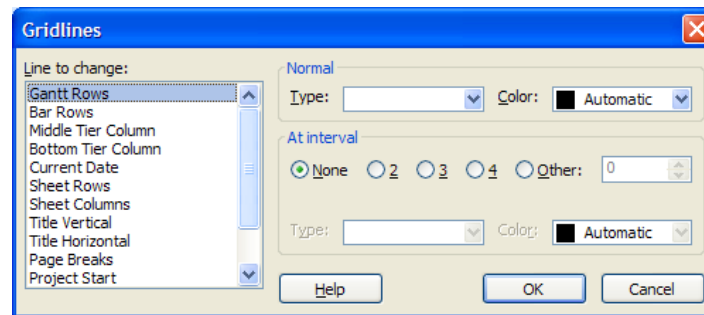 Gridlines
Line to change:
Gantt Rows
Bar Rows
Middle Tier Column
Bottom Tier Column
Current Date
Sheet Rows
Sheet Columns
Title Vertical
Title Horizontal
Page Breaks
Project Start
Normal
Type: Color: Automatic
At interval
None 2 3 4 Other: 0
Type: Color: Automatic
Help OK Cancel